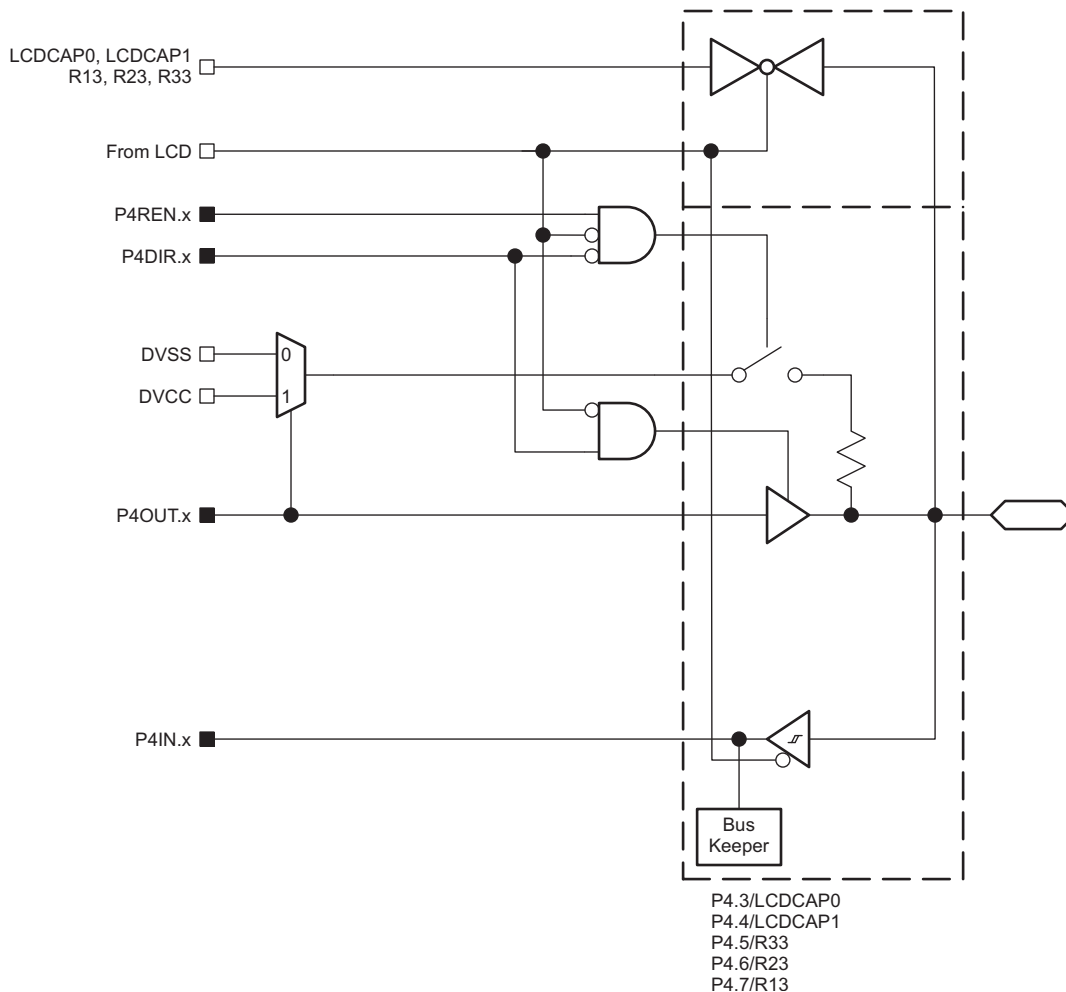 LCDCAP0, LCDCAP1
R13, R23, R33
From LCD
P4REN.x
P4DIR.x
DVSS
0
DVCC
1
P4OUT.x
P4IN.x
Bus
Keeper
P4.3/LCDCAP0
P4.4/LCDCAP1
P4.5/R33
P4.6/R23
P4.7/R13